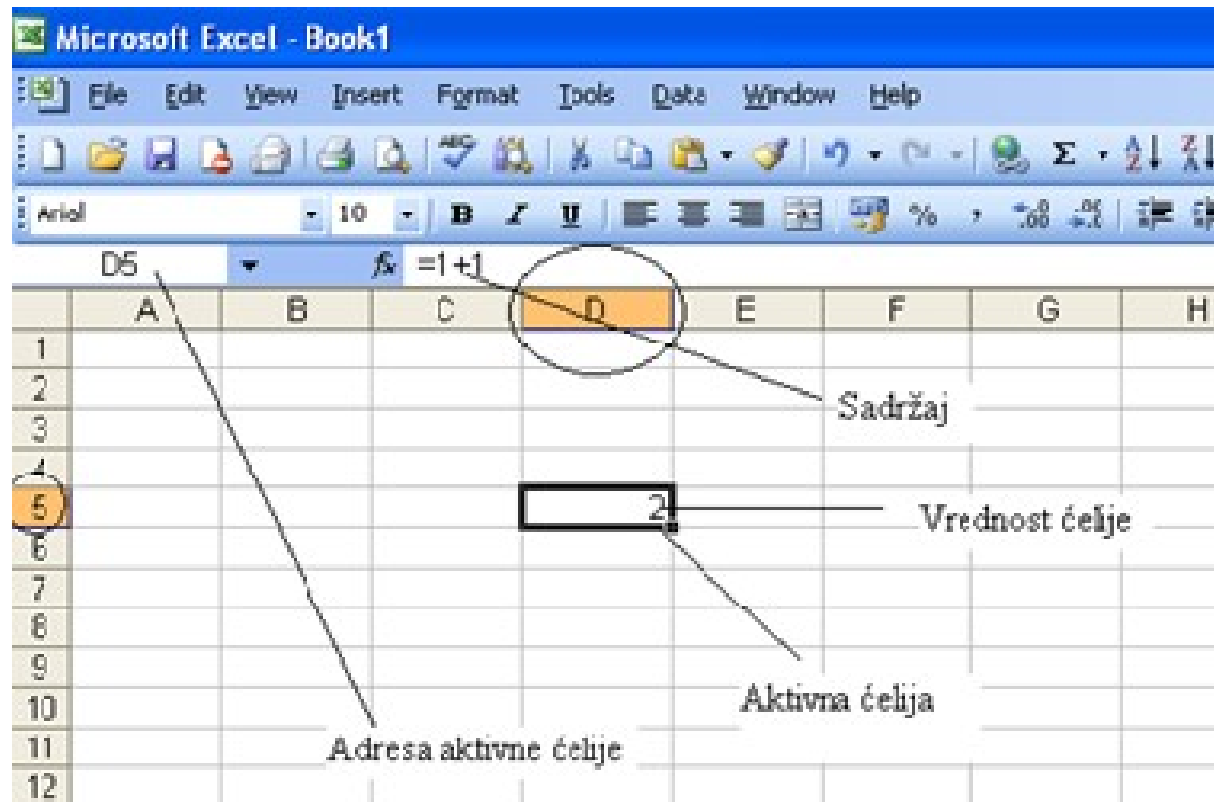 Microsoft Excel - Book1
File Edit View Insert Format Tools Data Window Help
Arial 10 B I U % , .00
D5 fx =1+1
A B C D E F G H
1
2
3 Sadržaj
4
5 2 Vrednost ćelije
6
7
8
9
10 Aktivna ćelija
11 Adresa aktivne ćelije
12